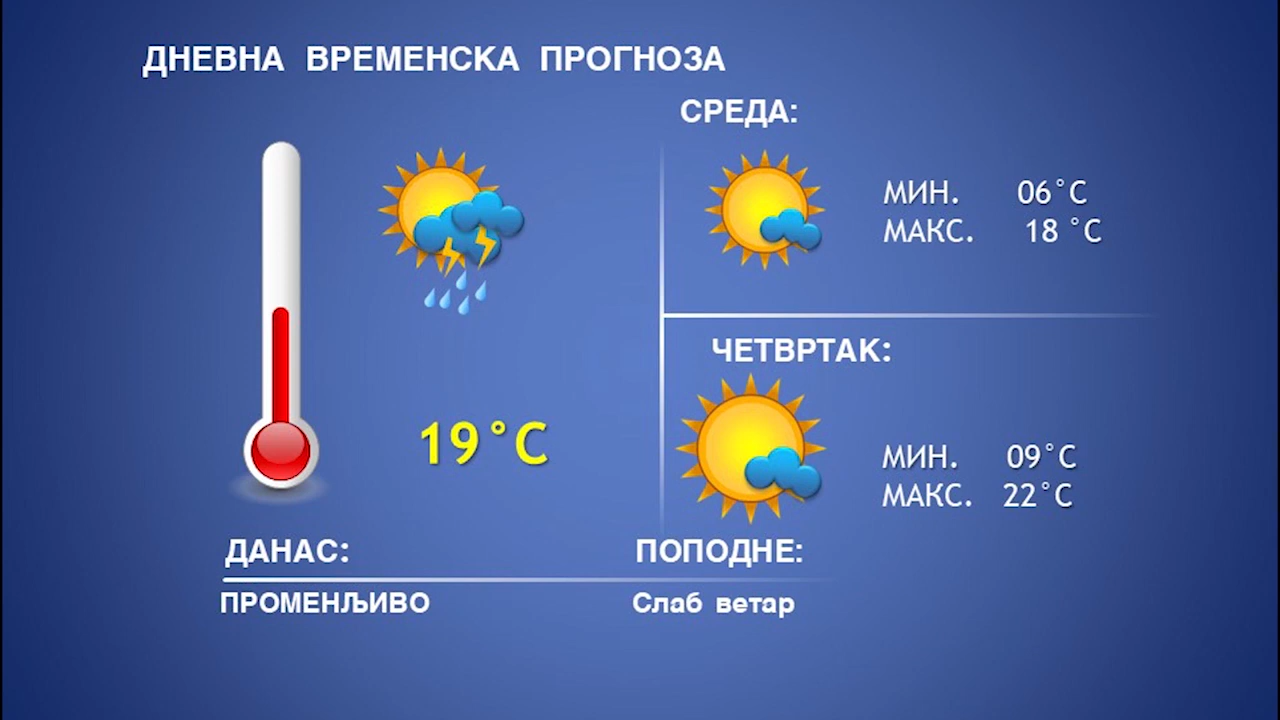 ДНЕВНА ВРЕМЕНСКА ПРОГНОЗА
19°C
СРЕДА:
МИН. 06°C
МАКС. 18 °C
ЧЕТВРТАК:
МИН. 09°C
МАКС. 22°C
ДАНАС:
ПРОМЕНЉИВО
ПОПОДНЕ:
Слаб ветар